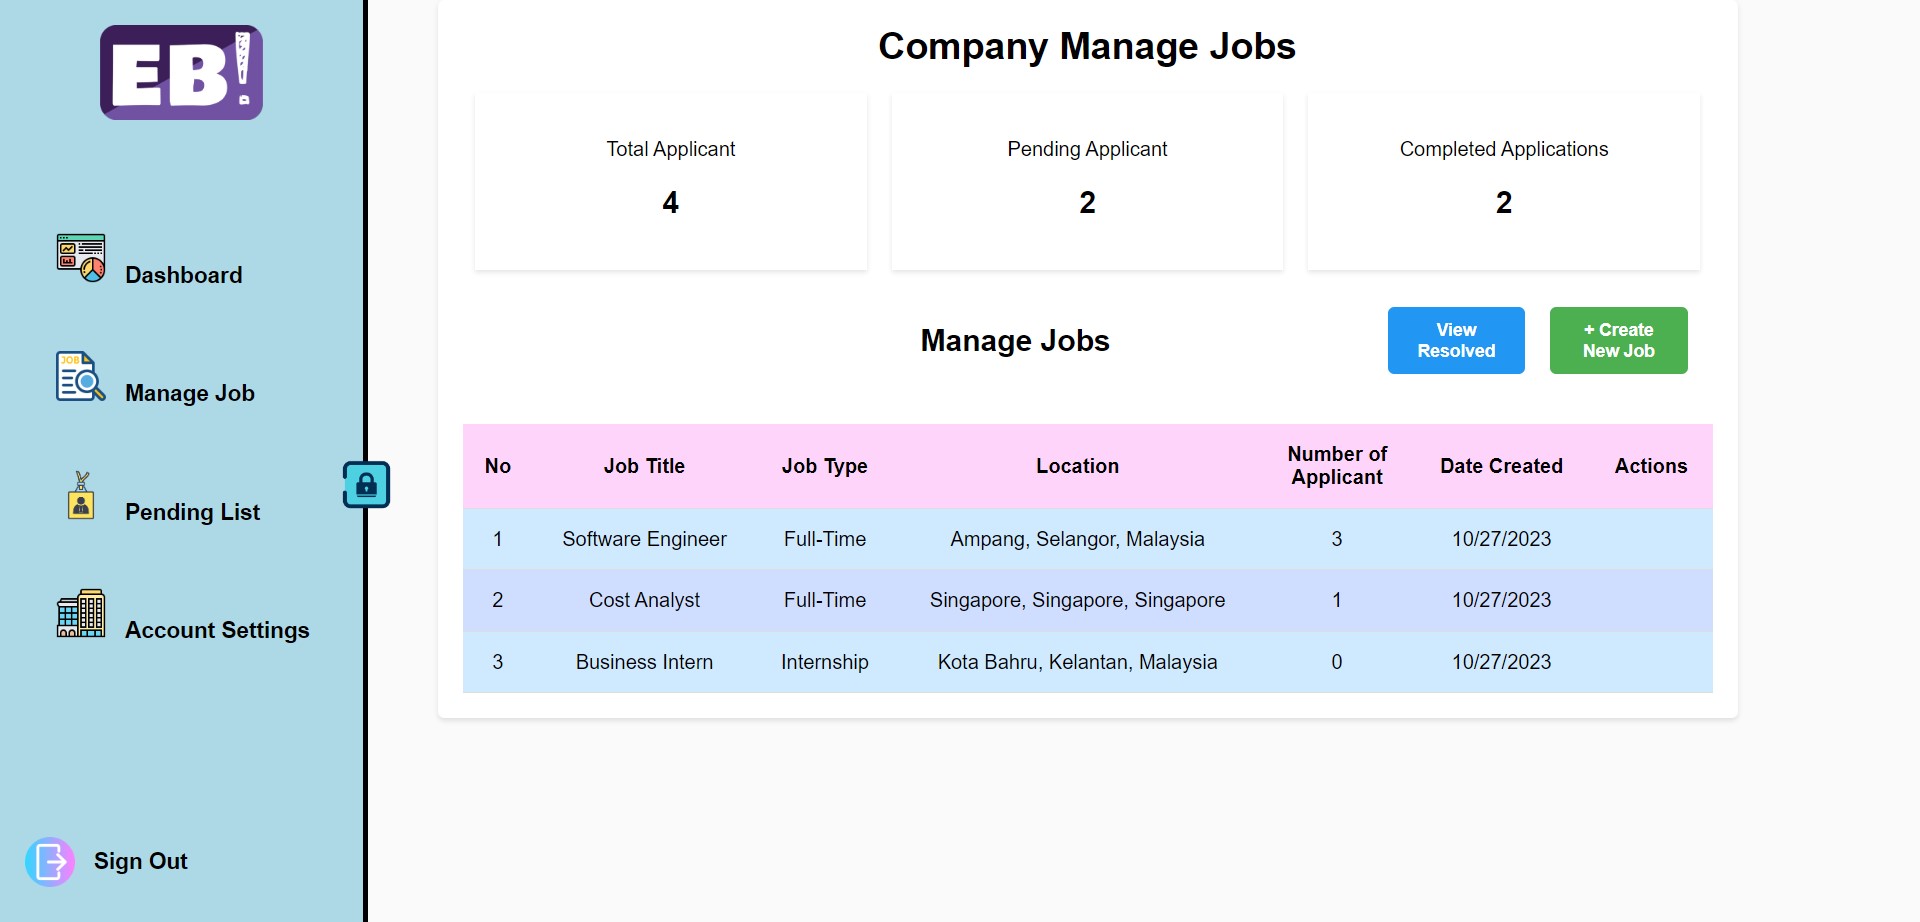 EB!
Dashboard
JOB
Manage Job
Pending List
Account Settings
Sign Out
Company Manage Jobs
Total Applicant
4
Pending Applicant
2
Completed Applications
2
Manage Jobs
View
Resolved
+ Create
New Job
No Job Title Job Type Location Number of Applicant Date Created Actions
1 Software Engineer Full-Time Ampang, Selangor, Malaysia 3 10/27/2023
2 Cost Analyst Full-Time Singapore, Singapore, Singapore 1 10/27/2023
3 Business Intern Internship Kota Bahru, Kelantan, Malaysia 0 10/27/2023